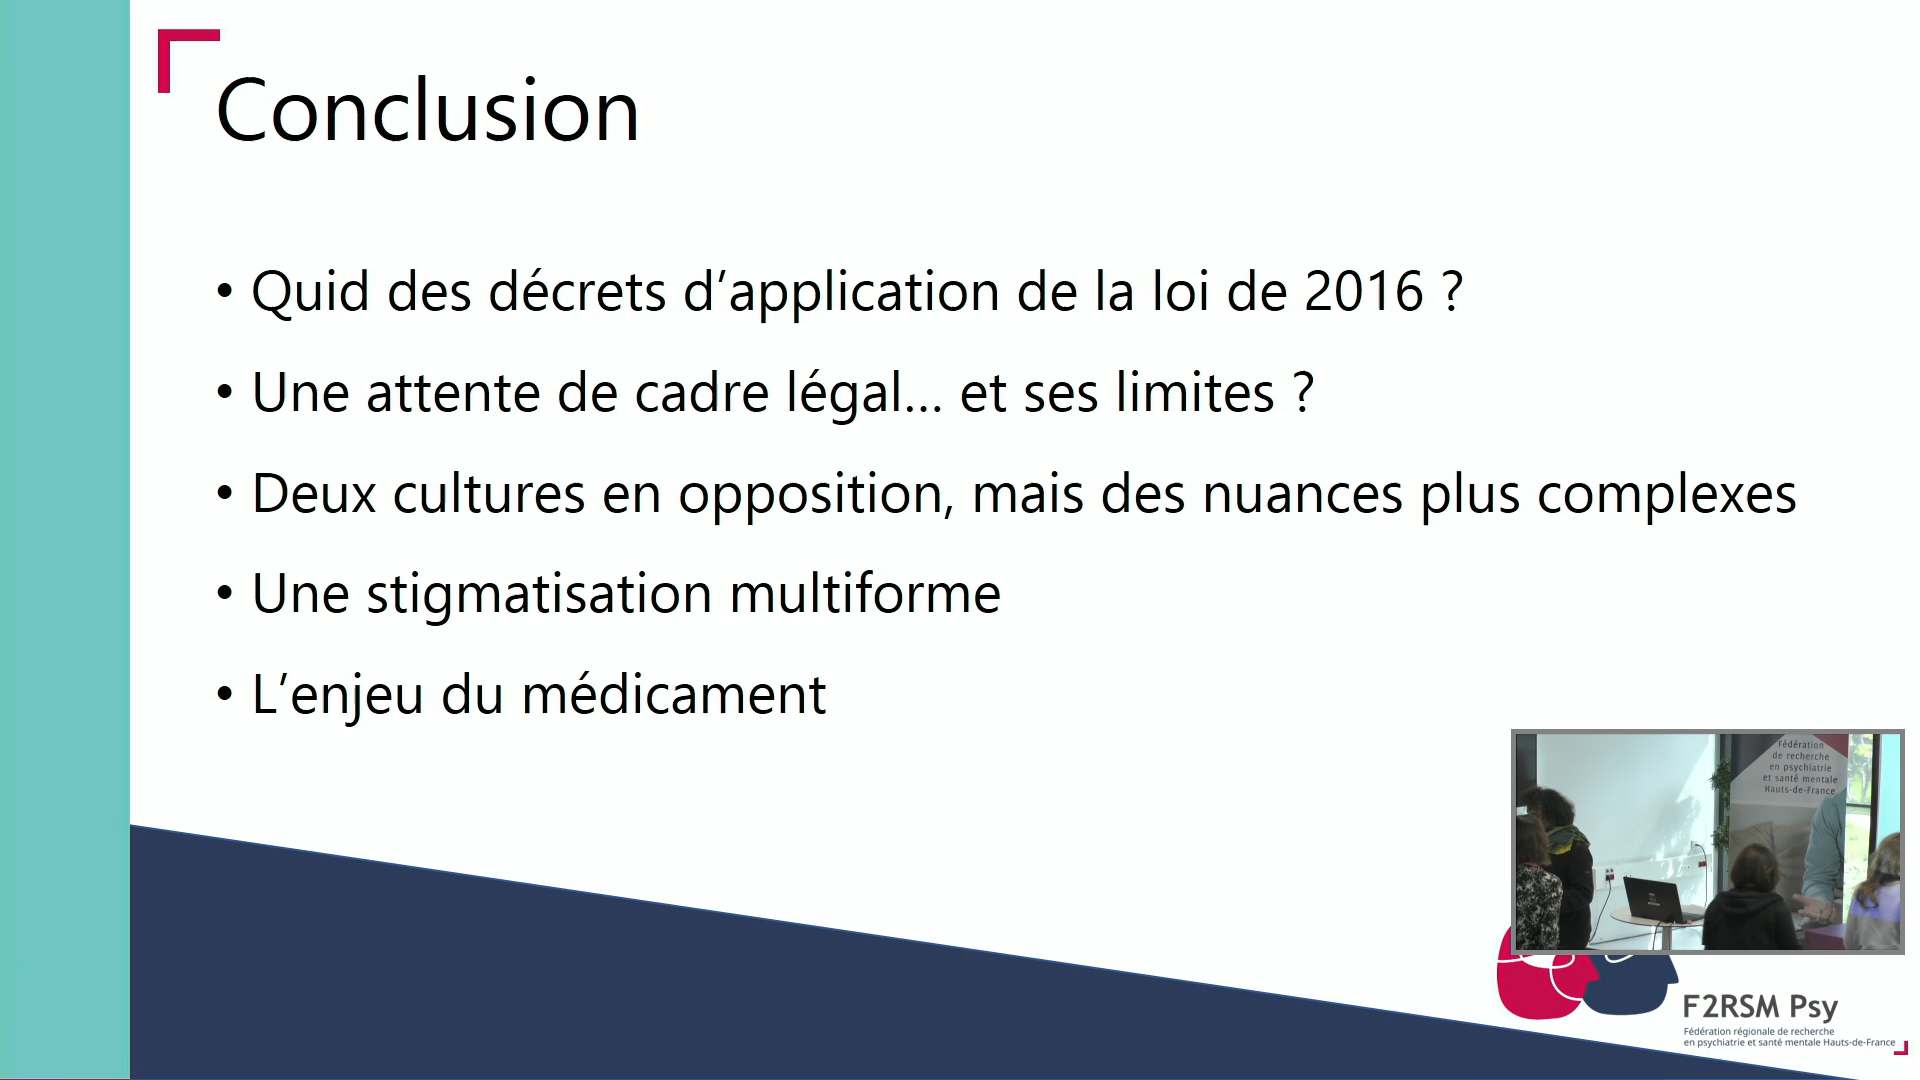 Conclusion
• Quid des décrets d’application de la loi de 2016 ?
• Une attente de cadre légal… et ses limites ?
• Deux cultures en opposition, mais des nuances plus complexes
• Une stigmatisation multiforme
• L’enjeu du médicament
Fédération
de recherche
en psychiatrie
et santé mentale
Hauts-de-France
F2RSM Psy
Fédération régionale de recherche
en psychiatrie et santé mentale Hauts-de-France